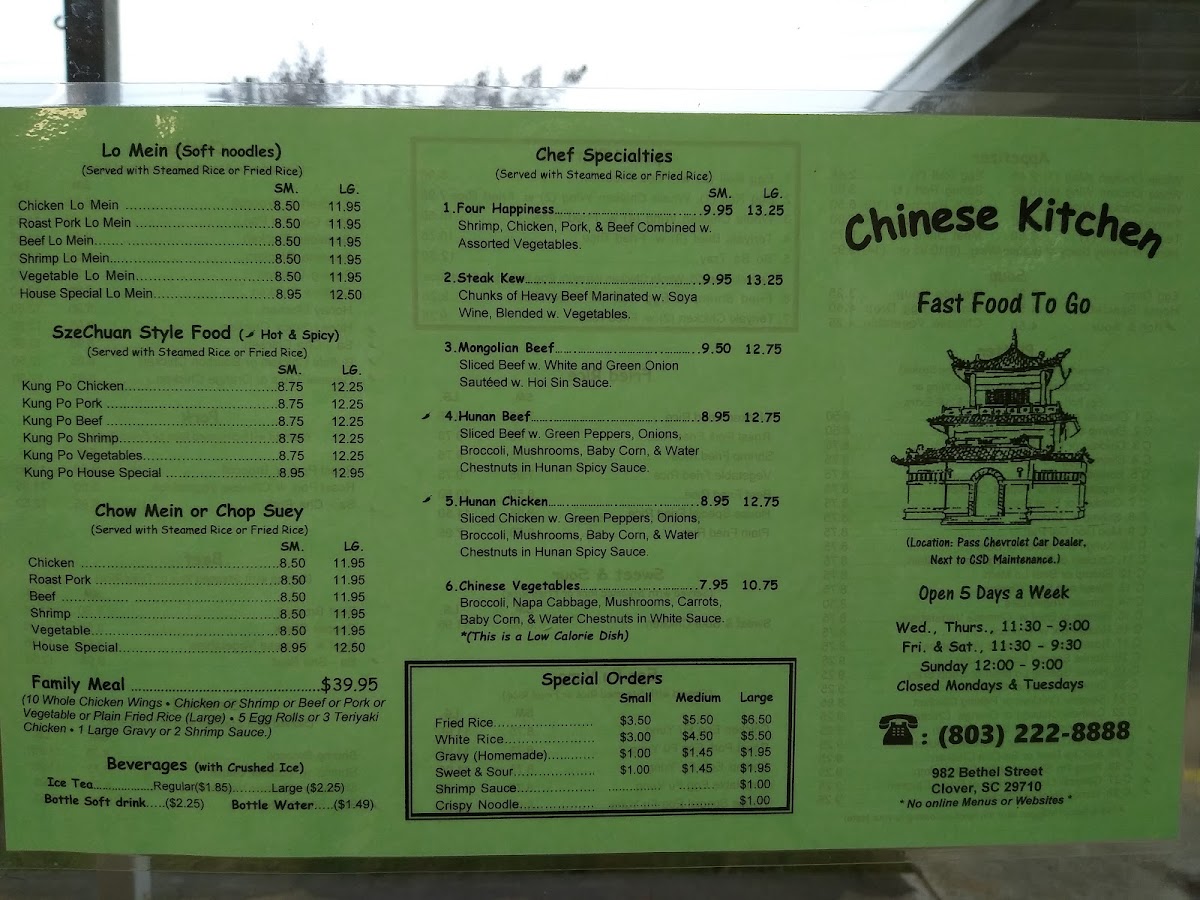 Lo Mein (Soft noodles)
(Served with Steamed Rice or Fried Rice)
SM. LG.
Chicken Lo Mein ........................8.50 11.95
Roast Pork Lo Mein........................8.50 11.95
Beef Lo Mein........................8.50 11.95
Shrimp Lo Mein........................8.50 11.95
Vegetable Lo Mein........................8.50 11.95
House Special Lo Mein........................8.95 12.50
SzeChuan Style Food ( Hot & Spicy)
(Served with Steamed Rice or Fried Rice)
SM. LG.
Kung Po Chicken........................8.75 12.25
Kung Po Pork ........................8.75 12.25
Kung Po Beef ........................8.75 12.25
Kung Po Shrimp........................8.75 12.25
Kung Po Vegetables........................8.75 12.25
Kung Po House Special ........................8.95 12.95
Chow Mein or Chop Suey
(Served with Steamed Rice or Fried Rice)
SM. LG.
Chicken ........................8.50 11.95
Roast Pork ........................8.50 11.95
Beef ........................8.50 11.95
Shrimp ........................8.50 11.95
Vegetable........................8.50 11.95
House Special........................8.95 12.50
Family Meal ........................$39.95
(10 Whole Chicken Wings • Chicken or Shrimp or Beef or Pork or
Vegetable or Plain Fried Rice (Large) • 5 Egg Rolls or 3 Teriyaki
Chicken • 1 Large Gravy or 2 Shrimp Sauce.)
Beverages (with Crushed Ice)
Ice Tea..................Regular($1.85)..........Large ($2.25)
Bottle Soft drink.....($2.25) Bottle Water....($1.49)
Chef Specialties
(Served with Steamed Rice or Fried Rice)
SM. LG.
1.Four Happiness........................9.95 13.25
Shrimp, Chicken, Pork, & Beef Combined w.
Assorted Vegetables.
2.Steak Kew........................9.95 13.25
Chunks of Heavy Beef Marinated w. Soya
Wine, Blended w. Vegetables.
3.Mongolian Beef........................9.50 12.75
Sliced Beef w. White and Green Onion
Sautéed w. Hoi Sin Sauce.
4.Hunan Beef........................8.95 12.75
Sliced Beef w. Green Peppers, Onions,
Broccoli, Mushrooms, Baby Corn, & Water
Chestnuts in Hunan Spicy Sauce.
5.Hunan Chicken........................8.95 12.75
Sliced Chicken w. Green Peppers, Onions,
Broccoli, Mushrooms, Baby Corn, & Water
Chestnuts in Hunan Spicy Sauce.
6.Chinese Vegetables........................7.95 10.75
Broccoli, Napa Cabbage, Mushrooms, Carrots,
Baby Corn, & Water Chestnuts in White Sauce.
*(This is a Low Calorie Dish)
Special Orders
Small Medium Large
Fried Rice........................ $3.50 $5.50 $6.50
White Rice........................ $3.00 $4.50 $5.50
Gravy (Homemade)............ $1.00 $1.45 $1.95
Sweet & Sour.................... $1.00 $1.45 $1.95
Shrimp Sauce.................... ............ ......... $1.00
Crispy Noodle.................... ............ ......... $1.00
Chinese Kitchen
Fast Food To Go
(Location: Pass Chevrolet Car Dealer,
Next to GSD Maintenance.)
Open 5 Days a Week
Wed., Thurs., 11:30 - 9:00
Fri. & Sat., 11:30 - 9:30
Sunday 12:00 - 9:00
Closed Mondays & Tuesdays
☎: (803) 222-8888
982 Bethel Street
Clover, SC 29710
* No online Menus or Websites *